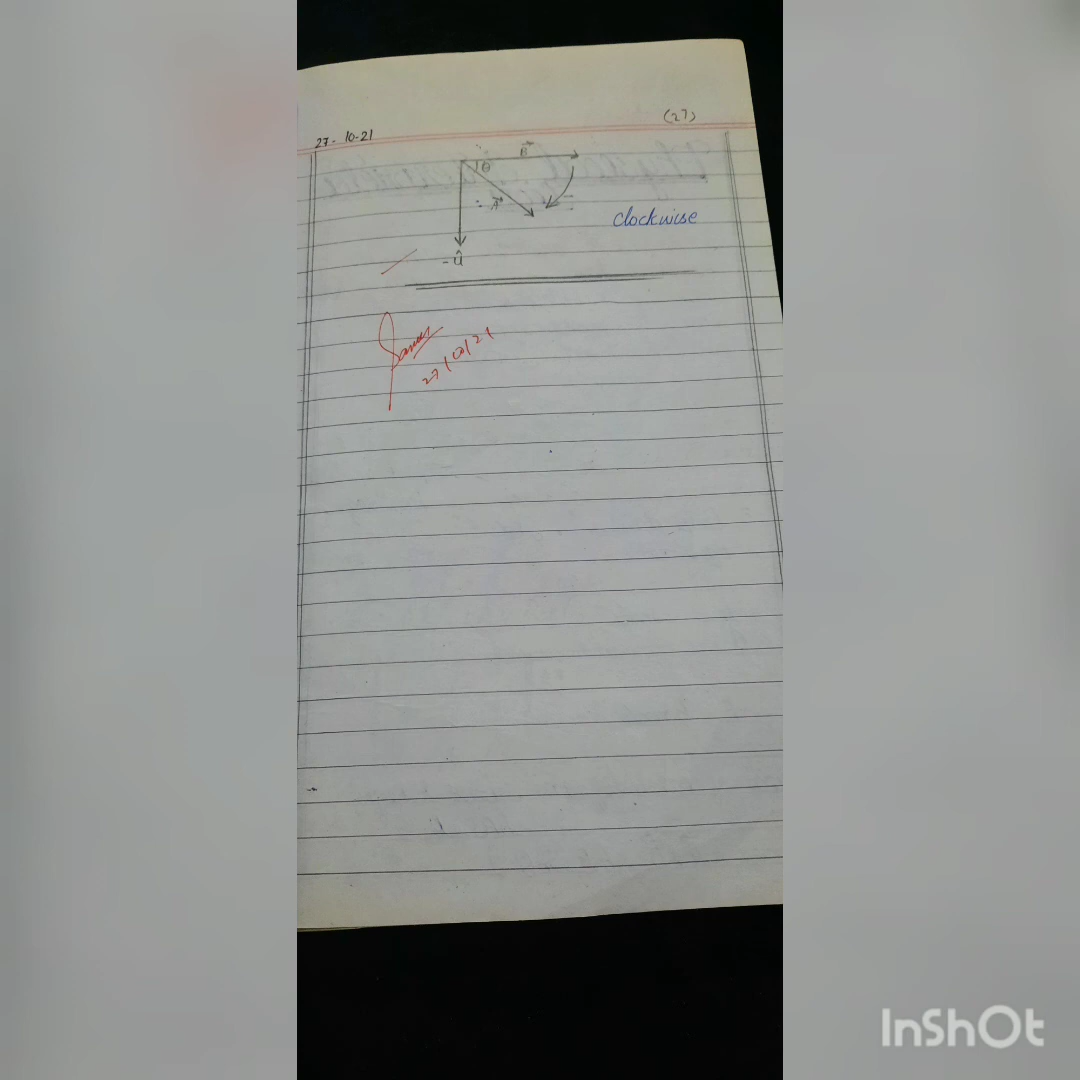 27-10-21
(27)
B⃗
θ
A⃗
clockwise
-û
27/10/21
InShOt